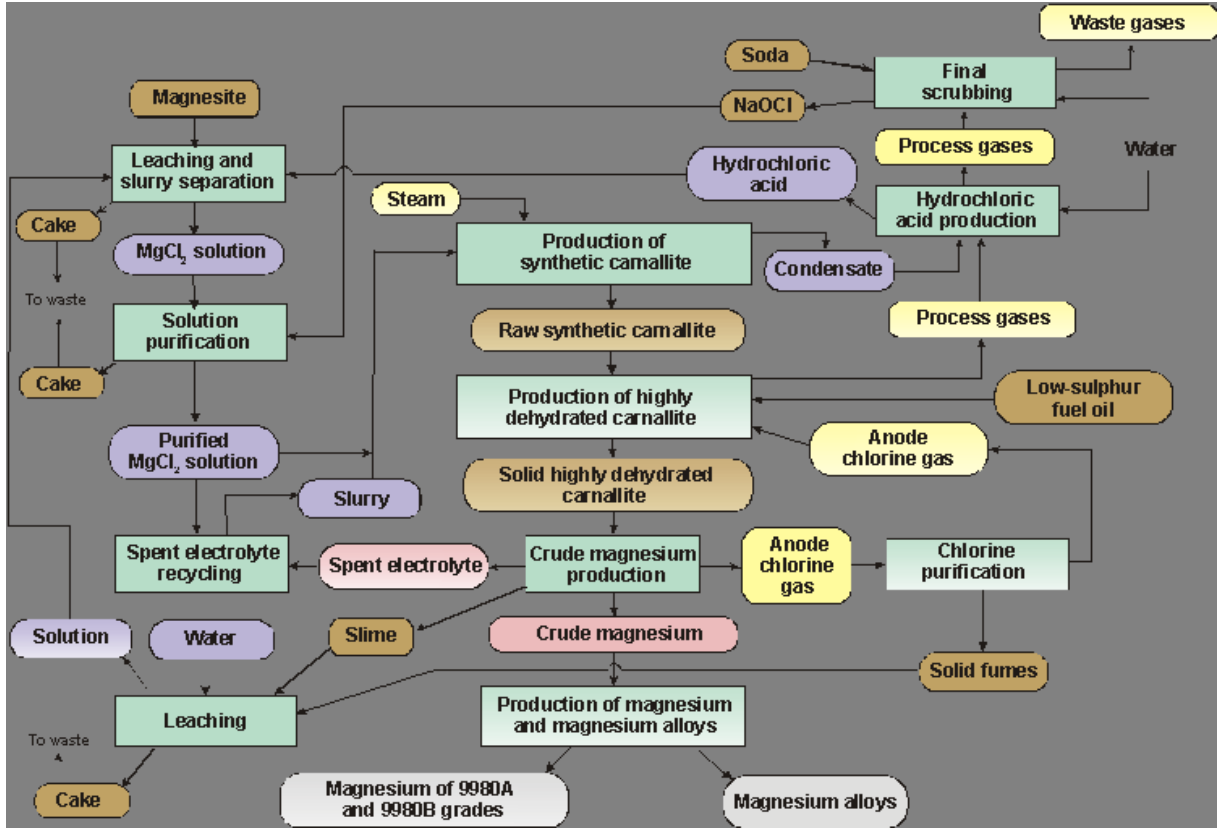 Waste gases
Soda
Final
scrubbing
Magnesite
NaOCl
Process gases
Water
Leaching and
slurry separation
Hydrochloric
acid
Steam
Hydrochloric
acid production
Cake
MgCl₂ solution
Production of
synthetic carnallite
Condensate
To waste
Solution
purification
Raw synthetic carnallite
Process gases
Cake
Production of highly
dehydrated carnallite
Low-sulphur
fuel oil
Purified
MgCl₂ solution
Anode
chlorine gas
Solid highly dehydrated
carnallite
Slurry
Spent electrolyte
recycling
Spent electrolyte
Crude magnesium
production
Anode
chlorine
gas
Chlorine
purification
Solution
Water
Slime
Crude magnesium
Solid fumes
Leaching
Production of magnesium
and magnesium alloys
To waste
Cake
Magnesium of 9980A
and 9980B grades
Magnesium alloys